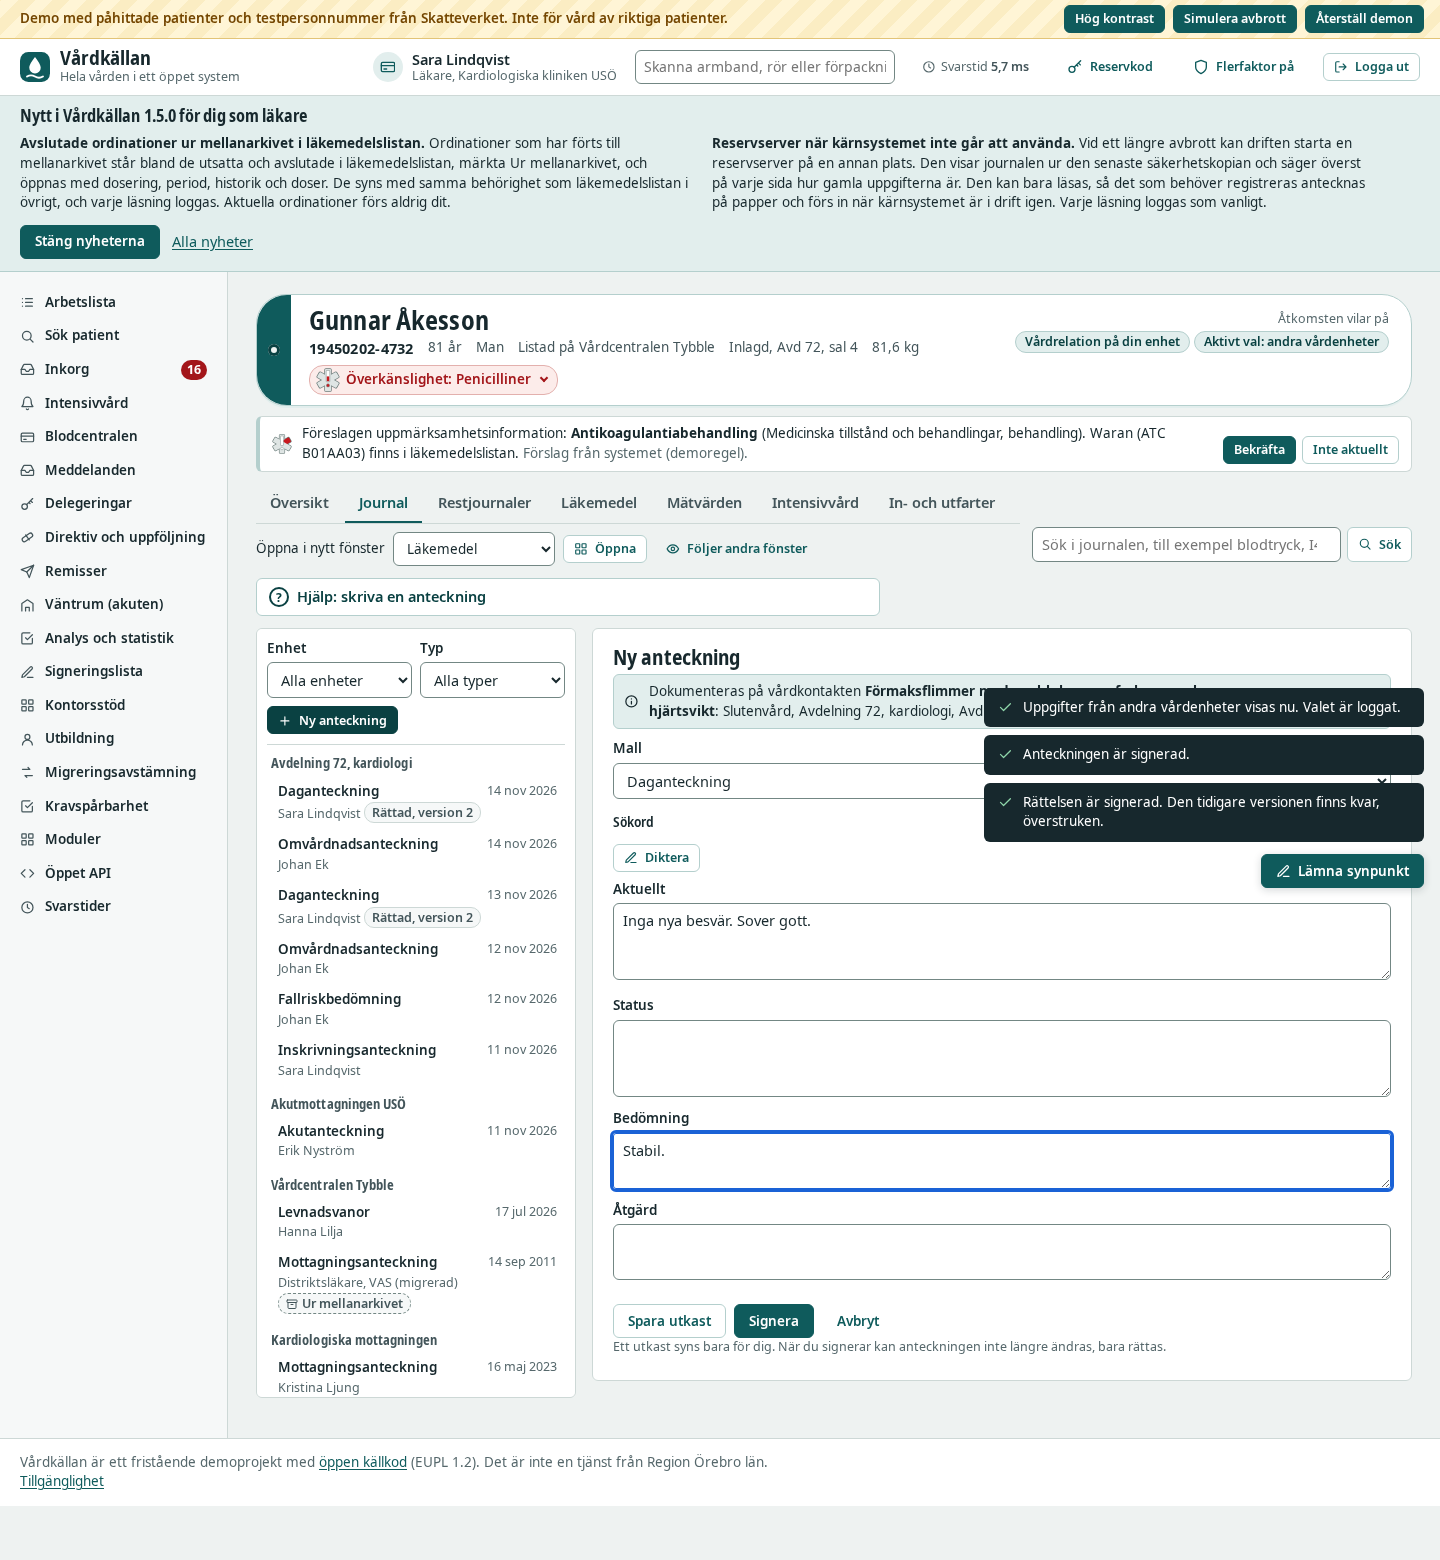 Demo med påhittade patienter och testpersonnummer från Skatteverket. Inte för vård av riktiga patienter.
Hög kontrast
Simulera avbrott
Återställ demon
Vårdkällan
Hela vården i ett öppet system
Sara Lindqvist
Läkare, Kardiologiska kliniken USÖ
Skanna armband, rör eller förpackni
Svarstid 5,7 ms
Reservkod
Flerfaktor på
Logga ut
Nytt i Vårdkällan 1.5.0 för dig som läkare
Avslutade ordinationer ur mellanarkivet i läkemedelslistan. Ordinationer som har förts till
mellanarkivet står bland de utsatta och avslutade i läkemedelslistan, märkta Ur mellanarkivet, och
öppnas med dosering, period, historik och doser. De syns med samma behörighet som läkemedelslistan i
övrigt, och varje läsning loggas. Aktuella ordinationer förs aldrig dit.
Reservserver när kärnsystemet inte går att använda. Vid ett längre avbrott kan driften starta en
reservserver på en annan plats. Den visar journalen ur den senaste säkerhetskopian och säger överst
på varje sida hur gamla uppgifterna är. Den kan bara läsas, så det som behöver registreras antecknas
på papper och förs in när kärnsystemet är i drift igen. Varje läsning loggas som vanligt.
Stäng nyheterna
Alla nyheter
Arbetslista
Sök patient
Inkorg
16
Intensivvård
Blodcentralen
Meddelanden
Delegeringar
Direktiv och uppföljning
Remisser
Väntrum (akuten)
Analys och statistik
Signeringslista
Kontorsstöd
Utbildning
Migreringsavstämning
Kravspårbarhet
Moduler
Öppet API
Svarstider
Gunnar Åkesson
19450202-4732
81 år
Man
Listad på Vårdcentralen Tybble
Inlagd, Avd 72, sal 4
81,6 kg
Överkänslighet: Penicilliner
Åtkomsten vilar på
Vårdrelation på din enhet
Aktivt val: andra vårdenheter
Föreslagen uppmärksamhetsinformation: Antikoagulantiabehandling (Medicinska tillstånd och behandlingar, behandling). Waran (ATC
B01AA03) finns i läkemedelslistan. Förslag från systemet (demoregel).
Bekräfta
Inte aktuellt
Översikt
Journal
Restjournaler
Läkemedel
Mätvärden
Intensivvård
In- och utfarter
Öppna i nytt fönster
Läkemedel
Öppna
Följer andra fönster
Sök i journalen, till exempel blodtryck, I4
Sök
? Hjälp: skriva en anteckning
Enhet
Typ
Alla enheter
Alla typer
Ny anteckning
Avdelning 72, kardiologi
Daganteckning
14 nov 2026
Sara Lindqvist
Rättad, version 2
Omvårdnadsanteckning
14 nov 2026
Johan Ek
Daganteckning
13 nov 2026
Sara Lindqvist
Rättad, version 2
Omvårdnadsanteckning
12 nov 2026
Johan Ek
Fallriskbedömning
12 nov 2026
Johan Ek
Inskrivningsanteckning
11 nov 2026
Sara Lindqvist
Akutmottagningen USÖ
Akutanteckning
11 nov 2026
Erik Nyström
Vårdcentralen Tybble
Levnadsvanor
17 jul 2026
Hanna Lilja
Mottagningsanteckning
14 sep 2011
Distriktsläkare, VAS (migrerad)
Ur mellanarkivet
Kardiologiska mottagningen
Mottagningsanteckning
16 maj 2023
Kristina Ljung
Ny anteckning
Dokumenteras på vårdkontakten Förmaksflimmer
hjärtsvikt: Slutenvård, Avdelning 72, kardiologi, Avd
Uppgifter från andra vårdenheter visas nu. Valet är loggat.
Anteckningen är signerad.
Rättelsen är signerad. Den tidigare versionen finns kvar,
överstruken.
Lämna synpunkt
Mall
Daganteckning
Sökord
Diktera
Aktuellt
Inga nya besvär. Sover gott.
Status
Bedömning
Stabil.
Åtgärd
Spara utkast
Signera
Avbryt
Ett utkast syns bara för dig. När du signerar kan anteckningen inte längre ändras, bara rättas.
Vårdkällan är ett fristående demoprojekt med öppen källkod (EUPL 1.2). Det är inte en tjänst från Region Örebro län.
Tillgänglighet